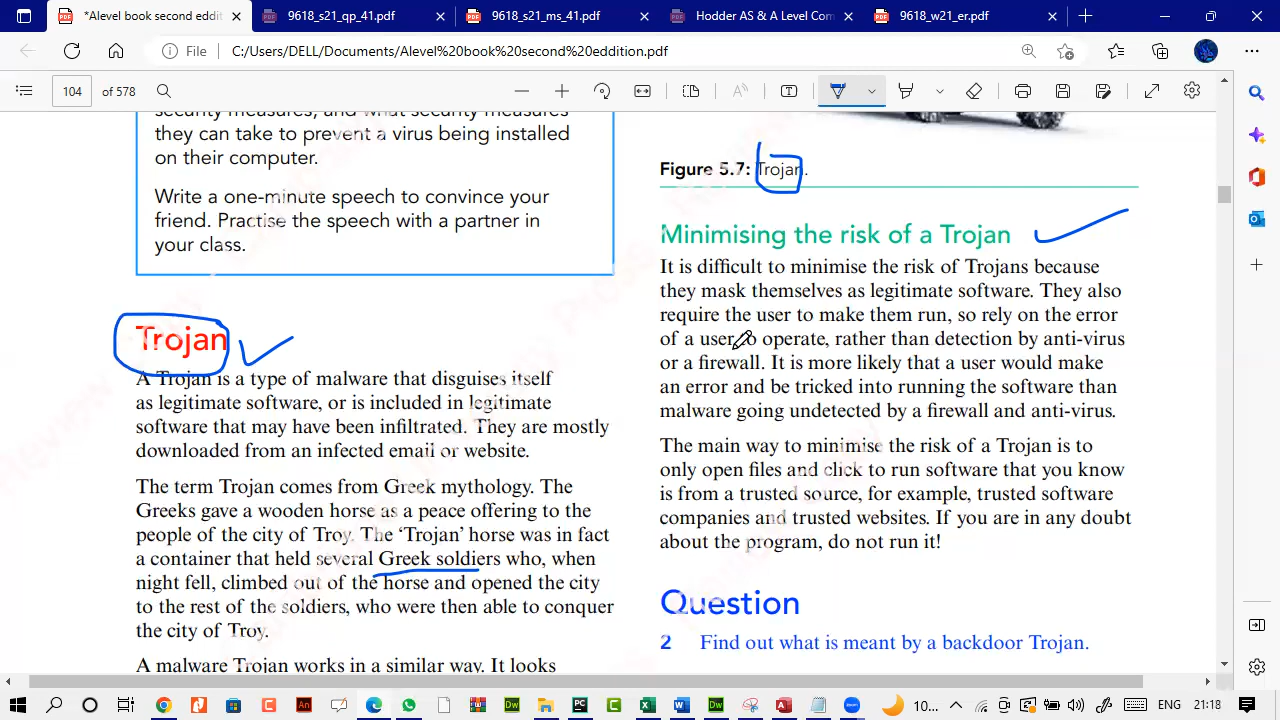 *Alevel book second eddit
9618_s21_qp_41.pdf
9618_s21_ms_41.pdf
Hodder AS & A Level Com
9618_w21_er.pdf
File
C:/Users/DELL/Documents/Alevel%20book%20second%20eddition.pdf
104 of 578
security measures, and what security measures
they can take to prevent a virus being installed
on their computer.
Write a one-minute speech to convince your
friend. Practise the speech with a partner in
your class.
Trojan
A Trojan is a type of malware that disguises itself
as legitimate software, or is included in legitimate
software that may have been infiltrated. They are mostly
downloaded from an infected email or website.
The term Trojan comes from Greek mythology. The
Greeks gave a wooden horse as a peace offering to the
people of the city of Troy. The ‘Trojan’ horse was in fact
a container that held several Greek soldiers who, when
night fell, climbed out of the horse and opened the city
to the rest of the soldiers, who were then able to conquer
the city of Troy.
A malware Trojan works in a similar way. It looks
Figure 5.7: Trojan.
Minimising the risk of a Trojan
It is difficult to minimise the risk of Trojans because
they mask themselves as legitimate software. They also
require the user to make them run, so rely on the error
of a user to operate, rather than detection by anti-virus
or a firewall. It is more likely that a user would make
an error and be tricked into running the software than
malware going undetected by a firewall and anti-virus.
The main way to minimise the risk of a Trojan is to
only open files and click to run software that you know
is from a trusted source, for example, trusted software
companies and trusted websites. If you are in any doubt
about the program, do not run it!
Question
2 Find out what is meant by a backdoor Trojan.
10...
ENG
21:18